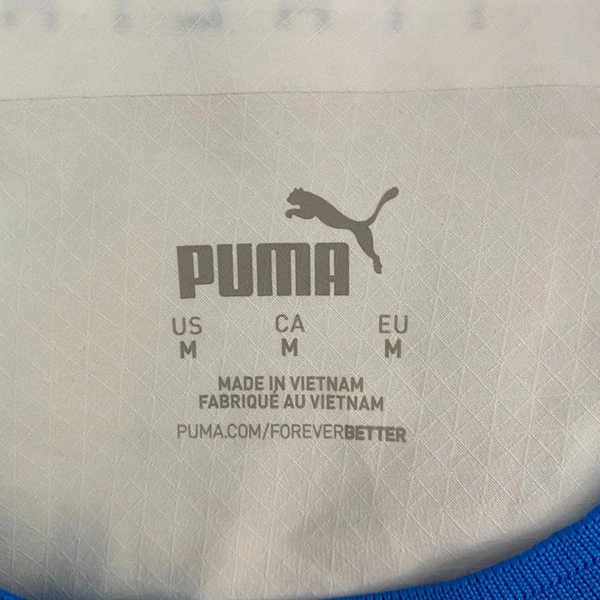 PUMA
US CA EU
M M M
MADE IN VIETNAM
FABRIQUÉ AU VIETNAM
PUMA.COM/FOREVERBETTER